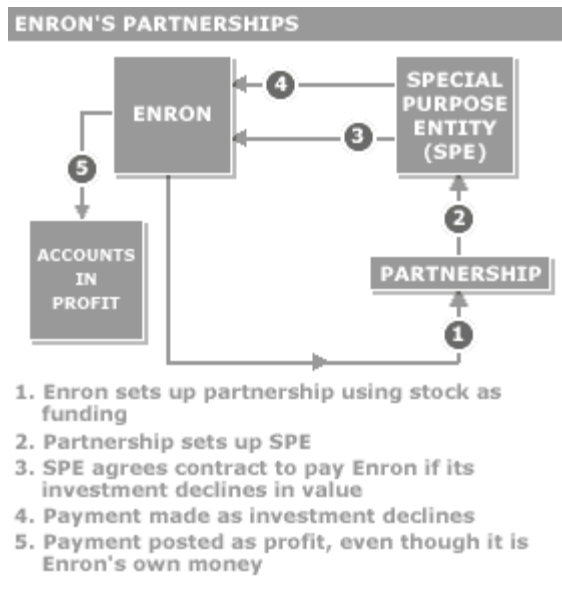 ENRON'S PARTNERSHIPS
ENRON
4
SPECIAL
PURPOSE
ENTITY
(SPE)
3
5
2
ACCOUNTS
IN
PROFIT
PARTNERSHIP
1
1. Enron sets up partnership using stock as
funding
2. Partnership sets up SPE
3. SPE agrees contract to pay Enron if its
investment declines in value
4. Payment made as investment declines
5. Payment posted as profit, even though it is
Enron's own money